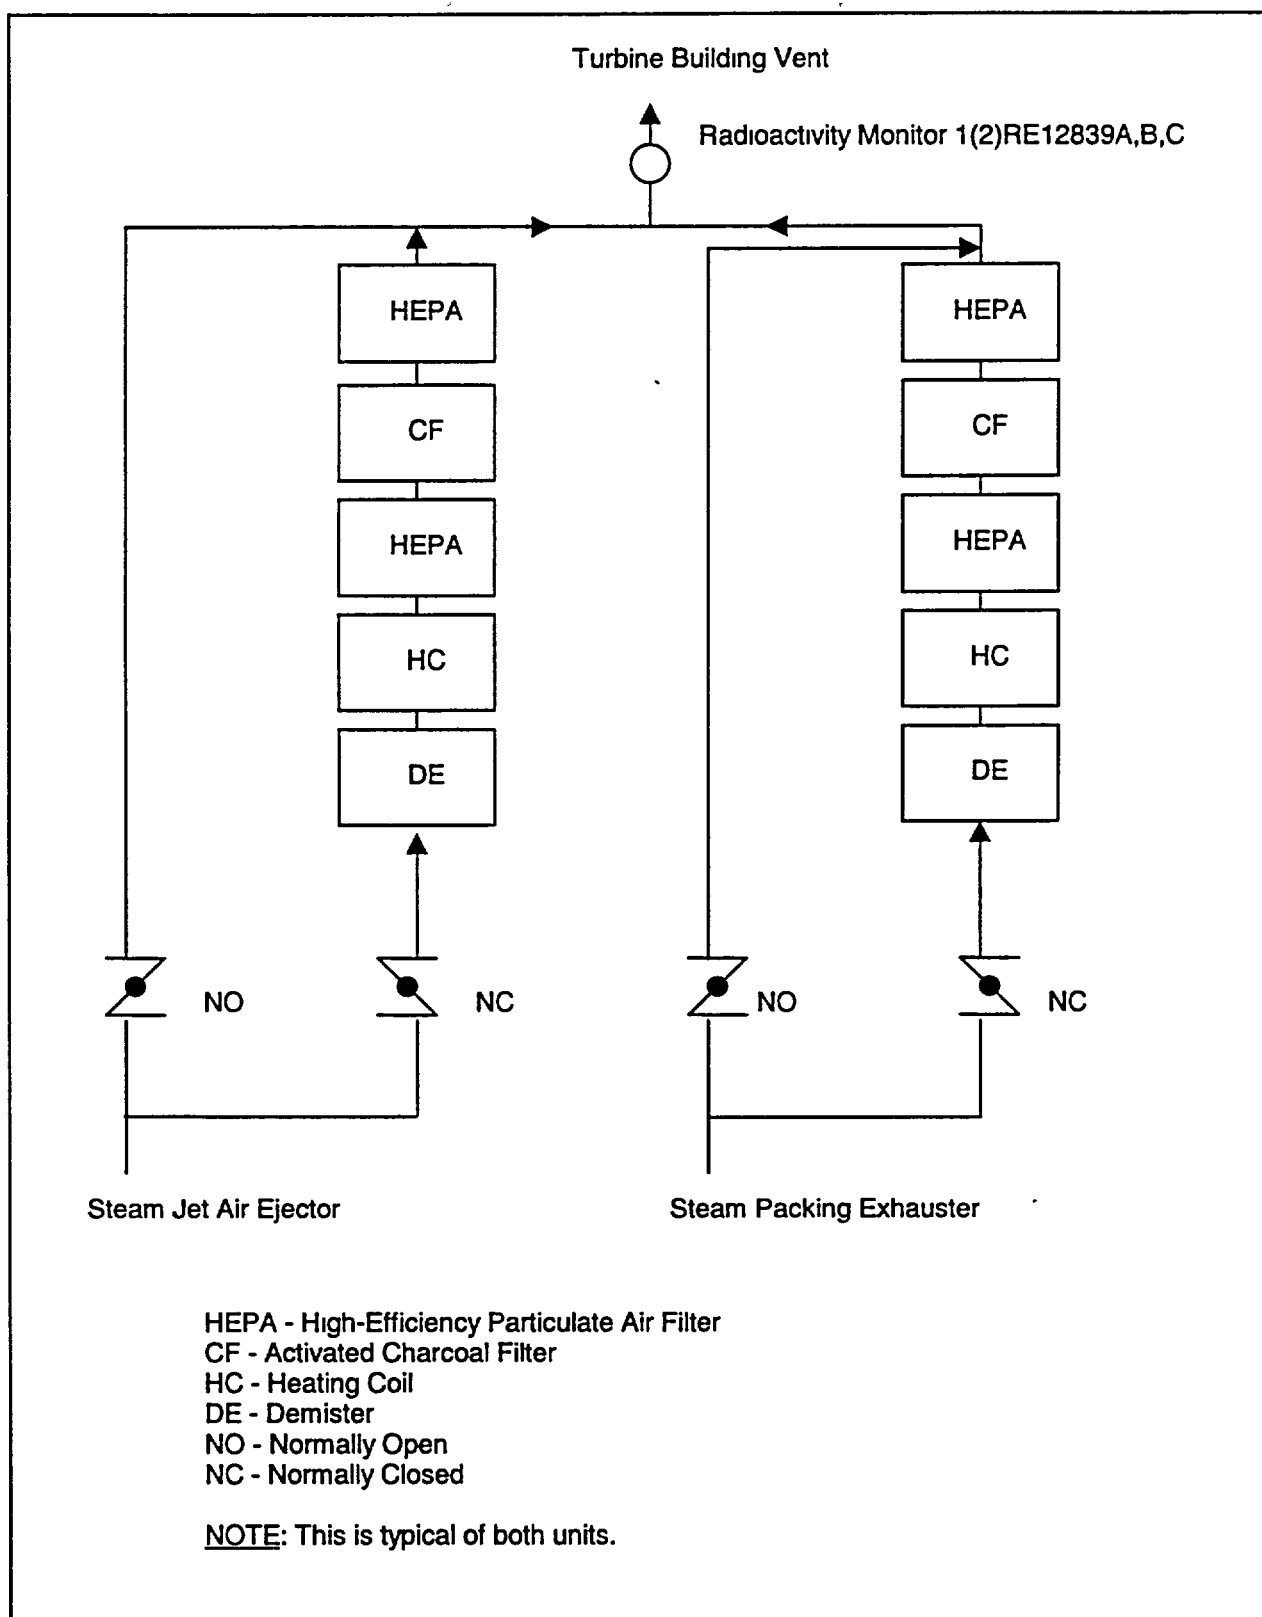 Turbine Building Vent
Radioactivity Monitor 1(2)RE12839A,B,C
HEPA
HEPA
CF
CF
HEPA
HEPA
HC
HC
DE
DE
NO
NC
NO
NC
Steam Jet Air Ejector
Steam Packing Exhauster
HEPA - High-Efficiency Particulate Air Filter
CF - Activated Charcoal Filter
HC - Heating Coil
DE - Demister
NO - Normally Open
NC - Normally Closed
NOTE: This is typical of both units.